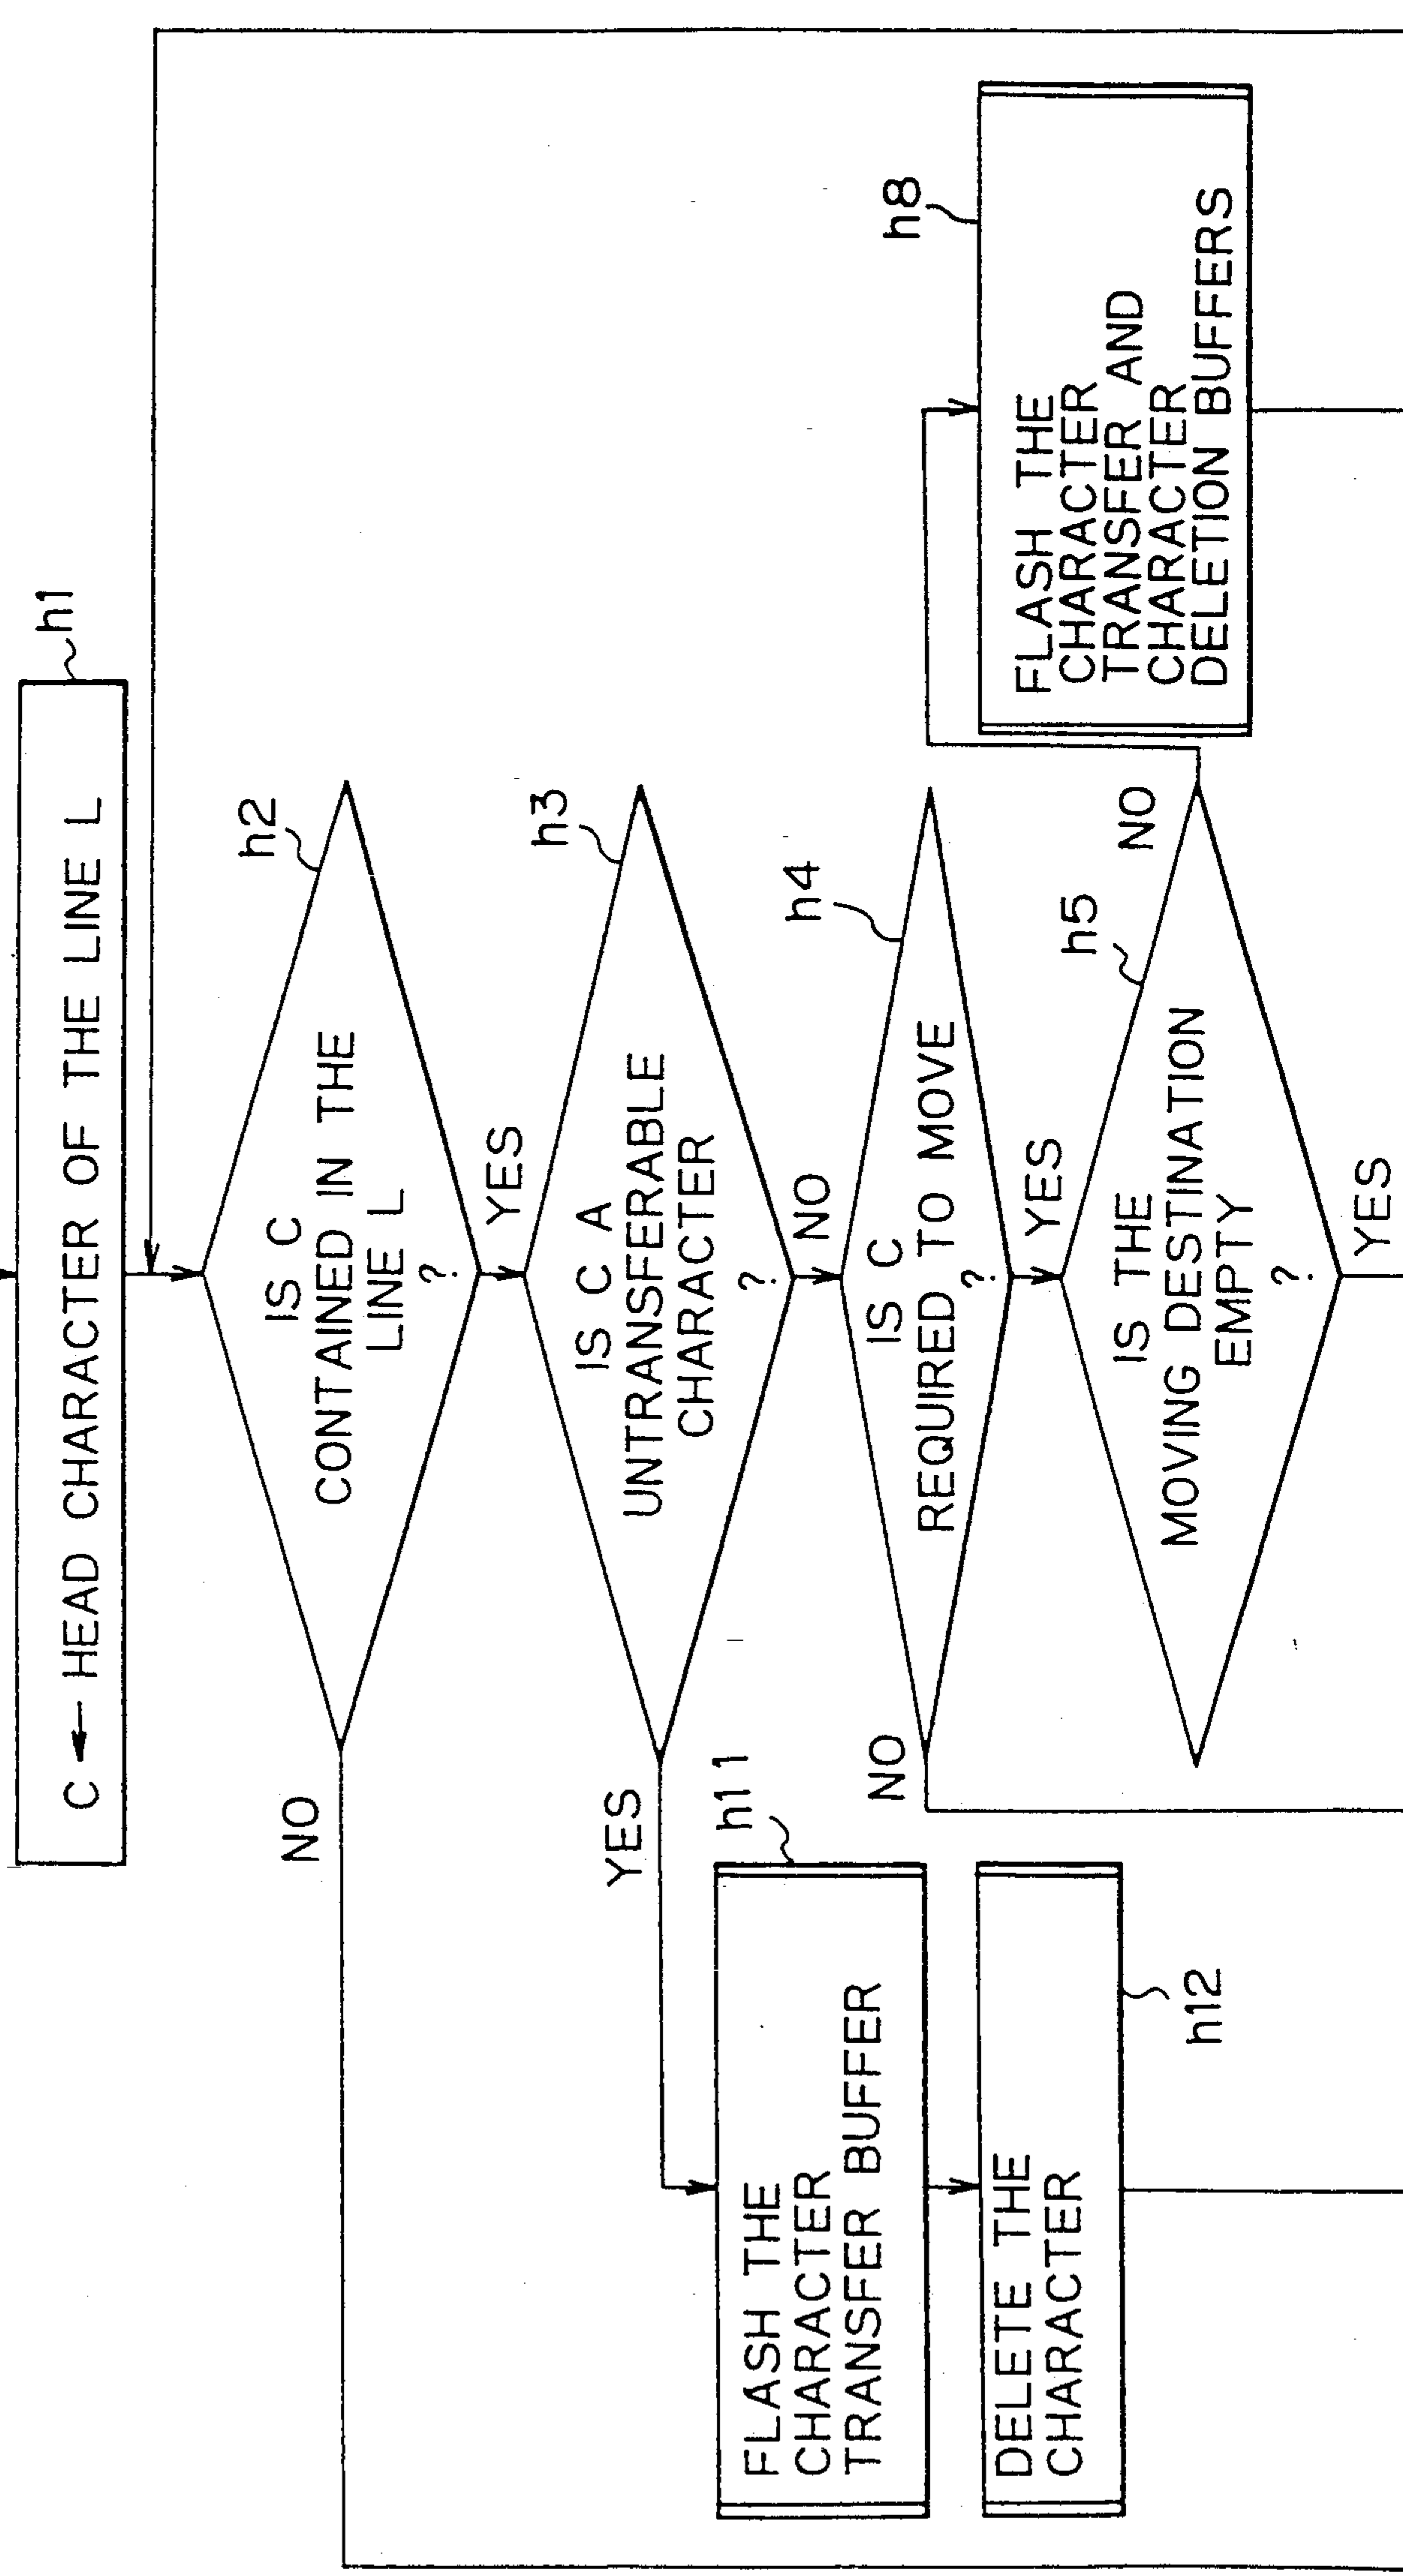 C ← HEAD CHARACTER OF THE LINE L
h1
IS C
CONTAINED IN THE
LINE L
?
h2
NO
YES
IS C A
UNTRANSFERABLE
CHARACTER
?
h3
YES
NO
IS C
REQUIRED TO MOVE
?
h4
NO
YES
IS THE
MOVING DESTINATION
EMPTY
?
h5
NO
YES
FLASH THE
CHARACTER
TRANSFER AND
CHARACTER
DELETION BUFFERS
h8
FLASH THE
CHARACTER
TRANSFER BUFFER
h11
DELETE THE
CHARACTER
h12